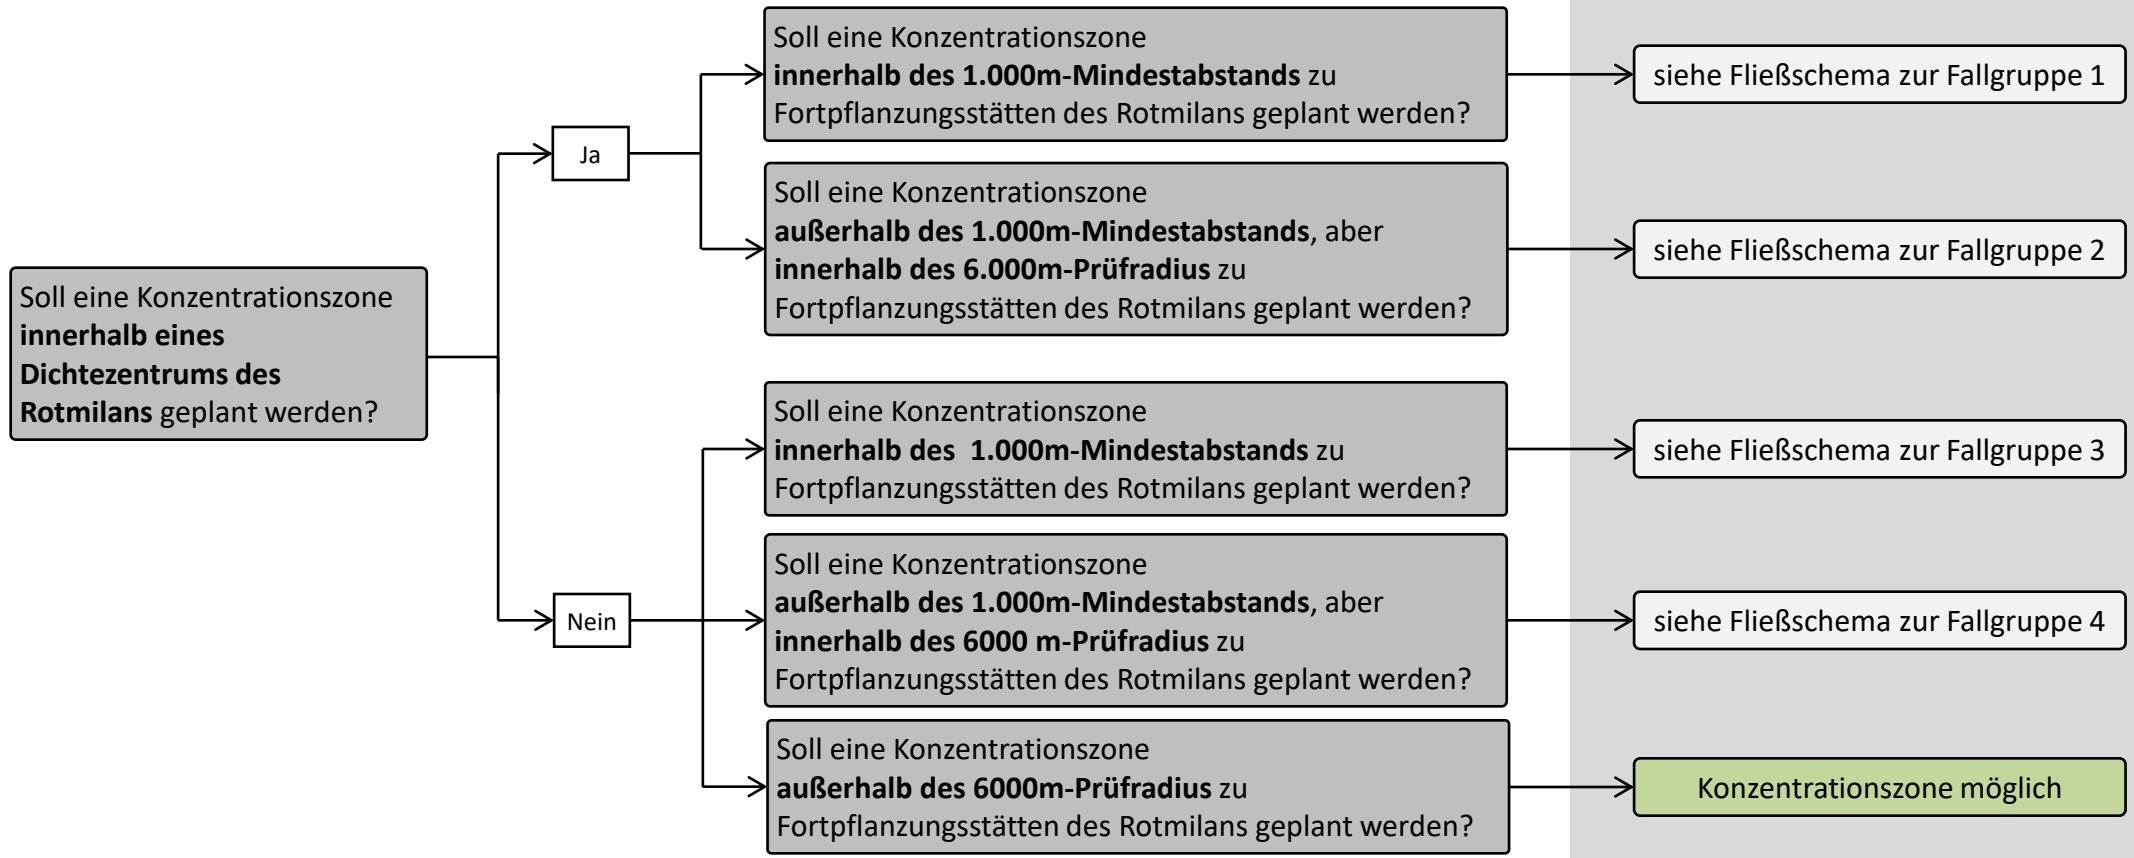 Soll eine Konzentrationszone
innerhalb eines
Dichtezentrums des
Rotmilans geplant werden?
Ja
Soll eine Konzentrationszone
innerhalb des 1.000m-Mindestabstands zu
Fortpflanzungsstätten des Rotmilans geplant werden?
siehe Fließschema zur Fallgruppe 1
Soll eine Konzentrationszone
außerhalb des 1.000m-Mindestabstands, aber
innerhalb des 6.000m-Prüfradius zu
Fortpflanzungsstätten des Rotmilans geplant werden?
siehe Fließschema zur Fallgruppe 2
Nein
Soll eine Konzentrationszone
innerhalb des  1.000m-Mindestabstands zu
Fortpflanzungsstätten des Rotmilans geplant werden?
siehe Fließschema zur Fallgruppe 3
Soll eine Konzentrationszone
außerhalb des 1.000m-Mindestabstands, aber
innerhalb des 6000 m-Prüfradius zu
Fortpflanzungsstätten des Rotmilans geplant werden?
siehe Fließschema zur Fallgruppe 4
Soll eine Konzentrationszone
außerhalb des 6000m-Prüfradius zu
Fortpflanzungsstätten des Rotmilans geplant werden?
Konzentrationszone möglich